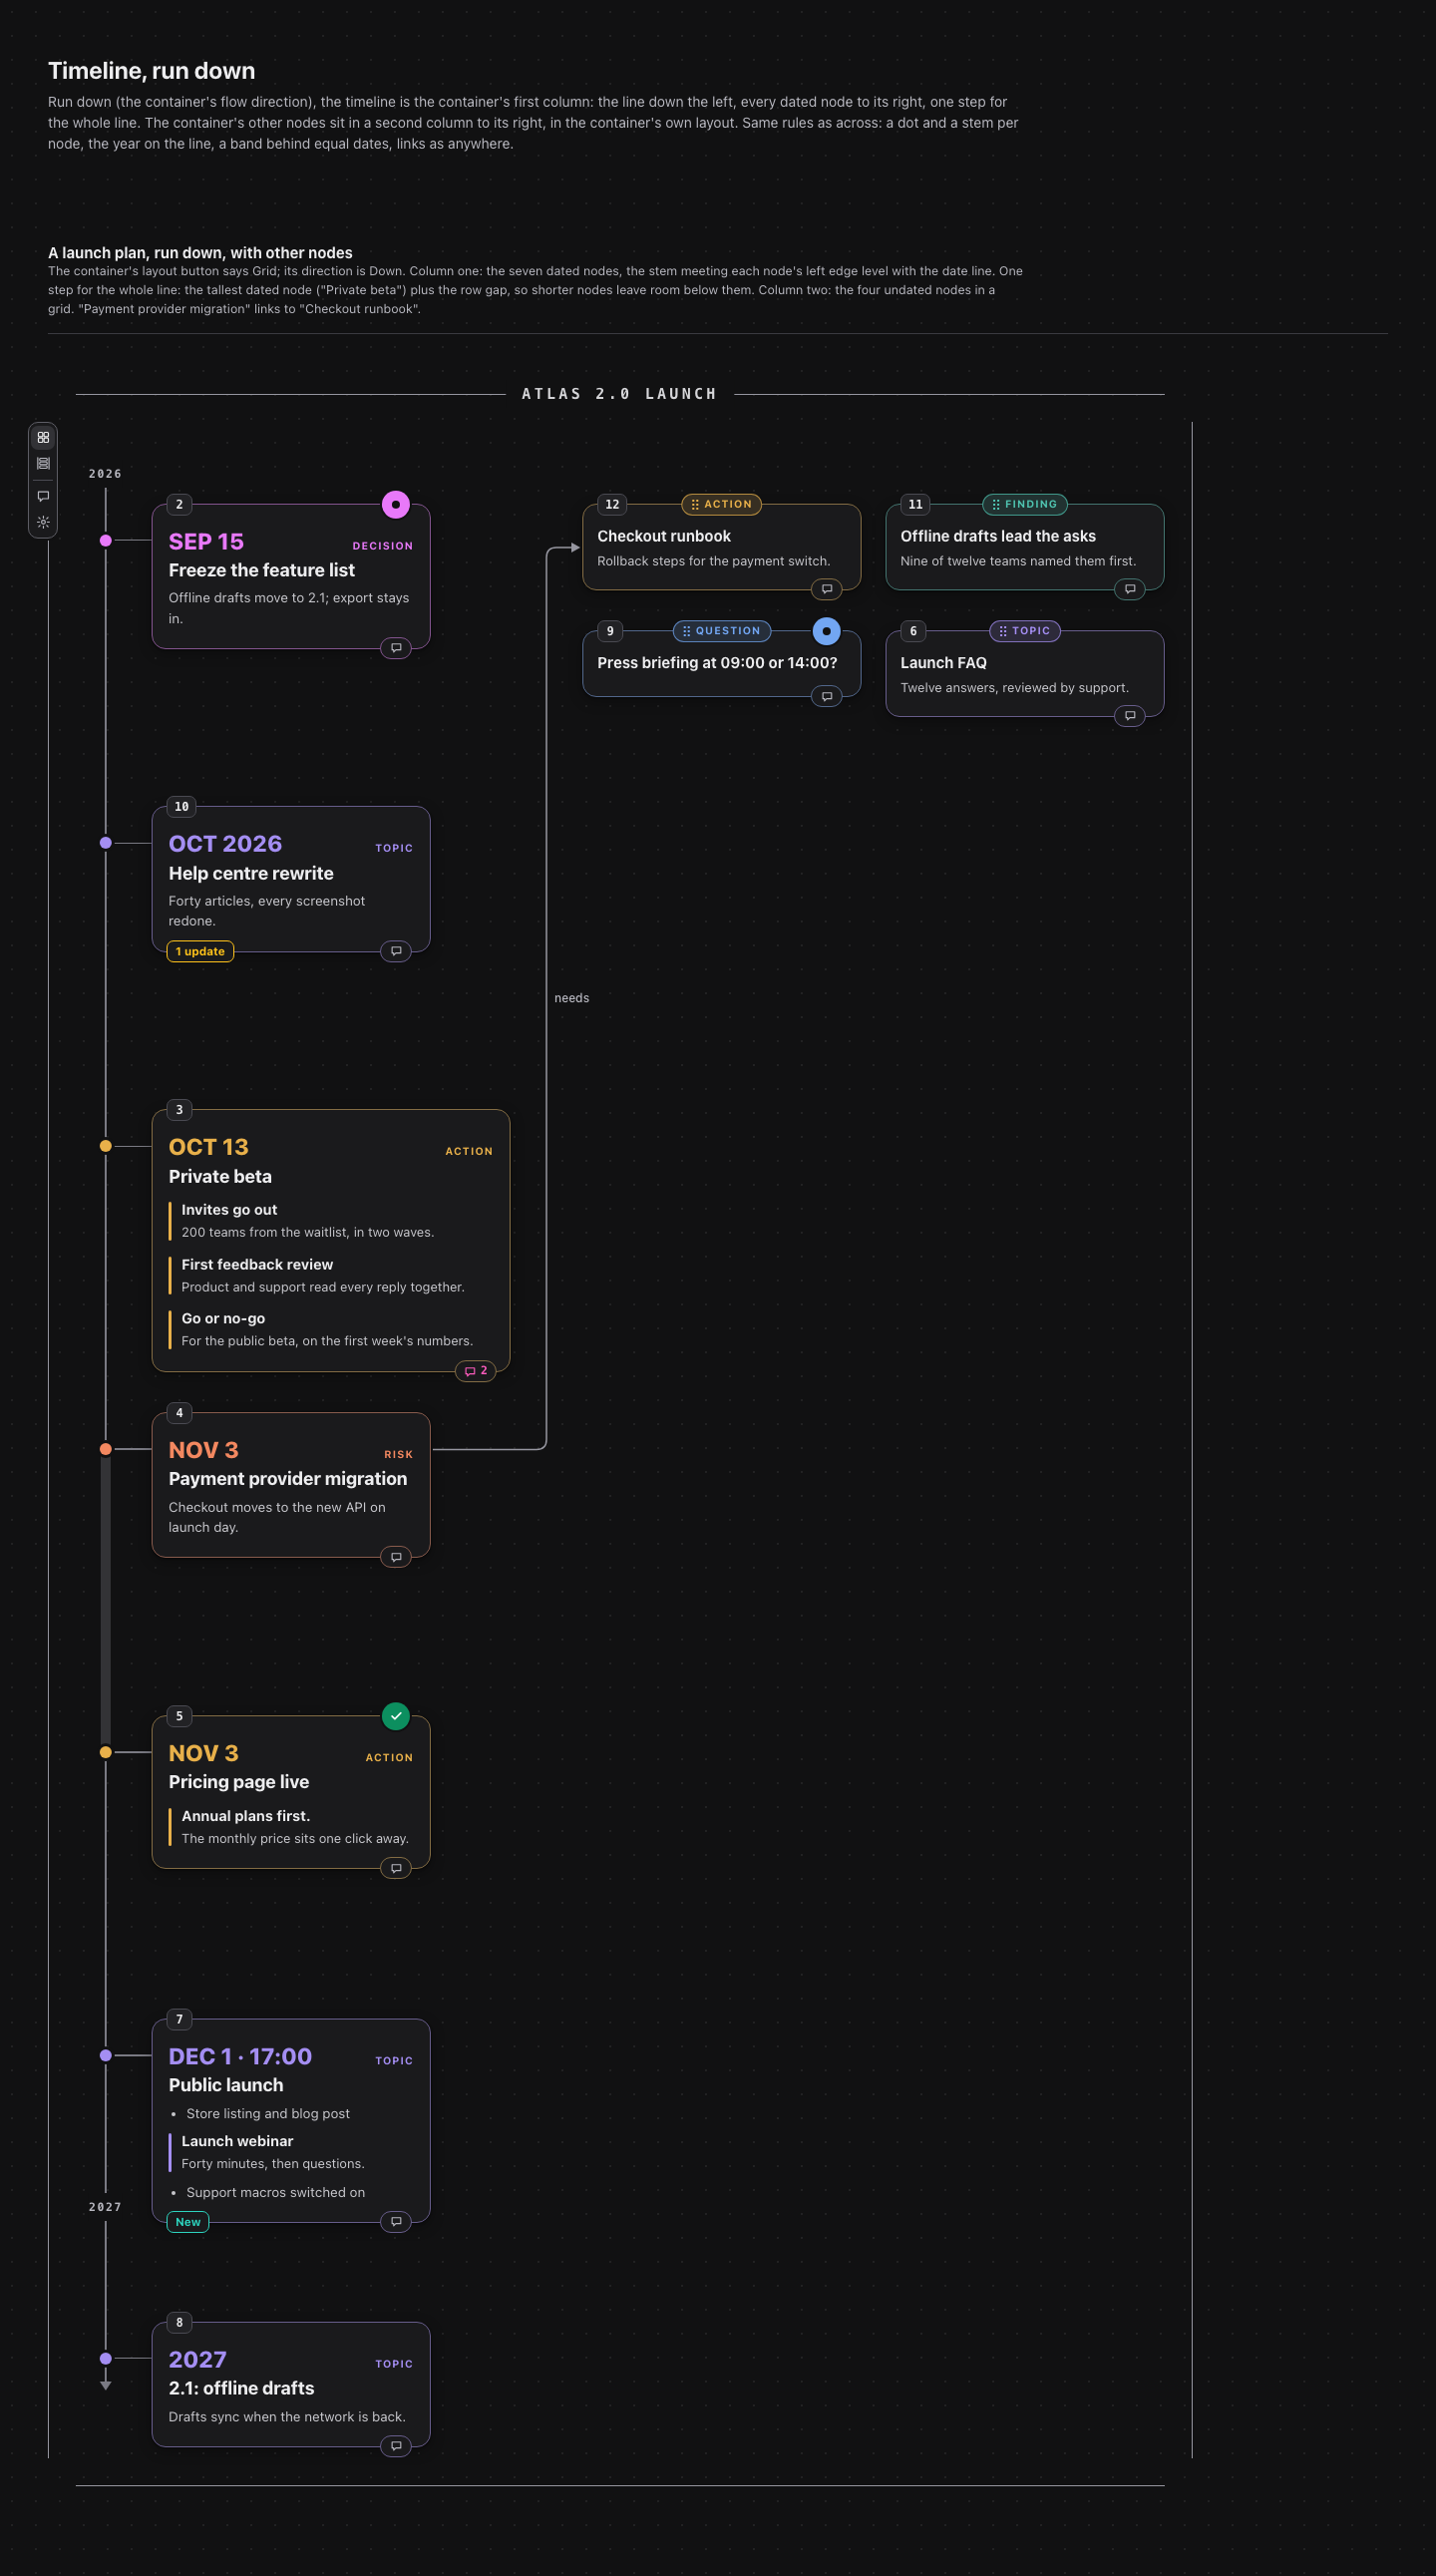 Timeline, run down
Run down (the container's flow direction), the timeline is the container's first column: the line down the left, every dated node to its right, one step for
the whole line. The container's other nodes sit in a second column to its right, in the container's own layout. Same rules as across: a dot and a stem per
node, the year on the line, a band behind equal dates, links as anywhere.
A launch plan, run down, with other nodes
The container's layout button says Grid; its direction is Down. Column one: the seven dated nodes, the stem meeting each node's left edge level with the date line. One
step for the whole line: the tallest dated node ("Private beta") plus the row gap, so shorter nodes leave room below them. Column two: the four undated nodes in a
grid. "Payment provider migration" links to "Checkout runbook".
ATLAS 2.0 LAUNCH
2026
2
SEP 15
DECISION
Freeze the feature list
Offline drafts move to 2.1; export stays
in.
12
ACTION
Checkout runbook
Rollback steps for the payment switch.
11
FINDING
Offline drafts lead the asks
Nine of twelve teams named them first.
9
QUESTION
Press briefing at 09:00 or 14:00?
6
TOPIC
Launch FAQ
Twelve answers, reviewed by support.
10
OCT 2026
TOPIC
Help centre rewrite
Forty articles, every screenshot
redone.
1 update
needs
3
OCT 13
ACTION
Private beta
Invites go out
200 teams from the waitlist, in two waves.
First feedback review
Product and support read every reply together.
Go or no-go
For the public beta, on the first week's numbers.
2
4
NOV 3
RISK
Payment provider migration
Checkout moves to the new API on
launch day.
5
NOV 3
ACTION
Pricing page live
Annual plans first.
The monthly price sits one click away.
7
DEC 1 · 17:00
TOPIC
Public launch
• Store listing and blog post
Launch webinar
Forty minutes, then questions.
• Support macros switched on
2027
New
8
2027
TOPIC
2.1: offline drafts
Drafts sync when the network is back.